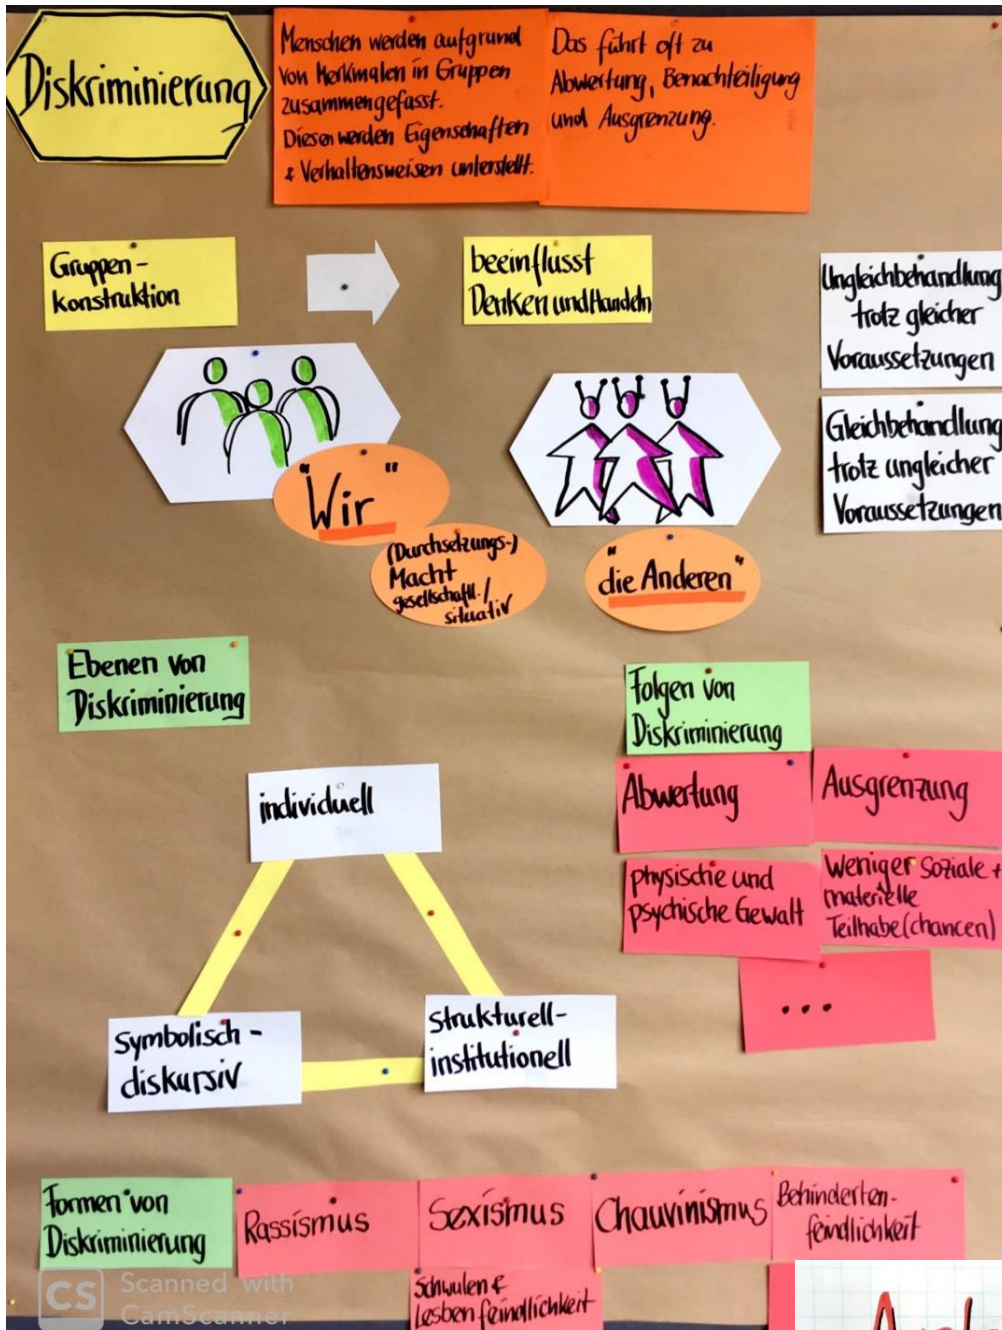 Diskriminierung
Menschen werden aufgrund
von Merkmalen in Gruppen
zusammengefasst.
Diesen werden Eigenschaften
& Verhaltensweisen unterstellt.
Das führt oft zu
Abwertung, Benachteiligung
und Ausgrenzung.
Gruppen-
konstruktion
beeinflusst
Denken und Handeln
Ungleichbehandlung
trotz gleicher
Voraussetzungen
Gleichbehandlung
trotz ungleicher
Voraussetzungen
"Wir"
(Durchsetzungs-)
Macht
gesellschaftl./
situativ
"die Anderen"
Ebenen von
Diskriminierung
individuell
Symbolisch-
diskursiv
strukturell-
institutionell
Folgen von
Diskriminierung
Abwertung
Ausgrenzung
physische und
psychische Gewalt
Weniger soziale +
materielle
Teilhabe(chancen)
...
Formen von
Diskriminierung
Rassismus
Sexismus
Chauvinismus
Behinderten-
feindlichkeit
Schwulen &
Lesbenfeindlichkeit
CS Scanned with
CamScanner